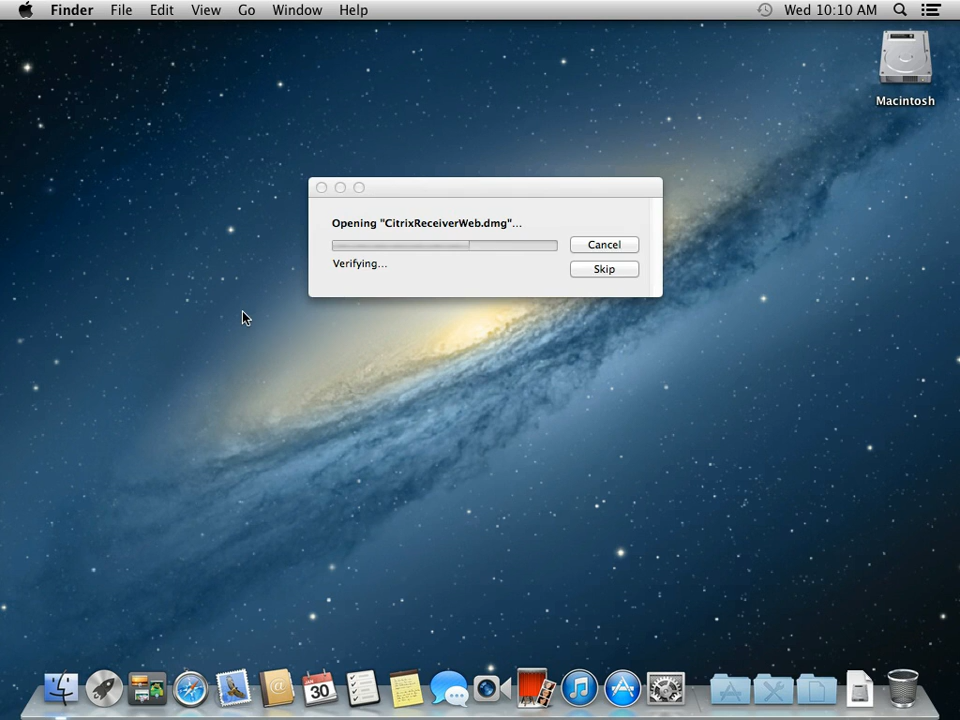 Finder File Edit View Go Window Help Wed 10:10 AM
Macintosh
Opening "CitrixReceiverWeb.dmg"...
Cancel
Verifying...
Skip
30